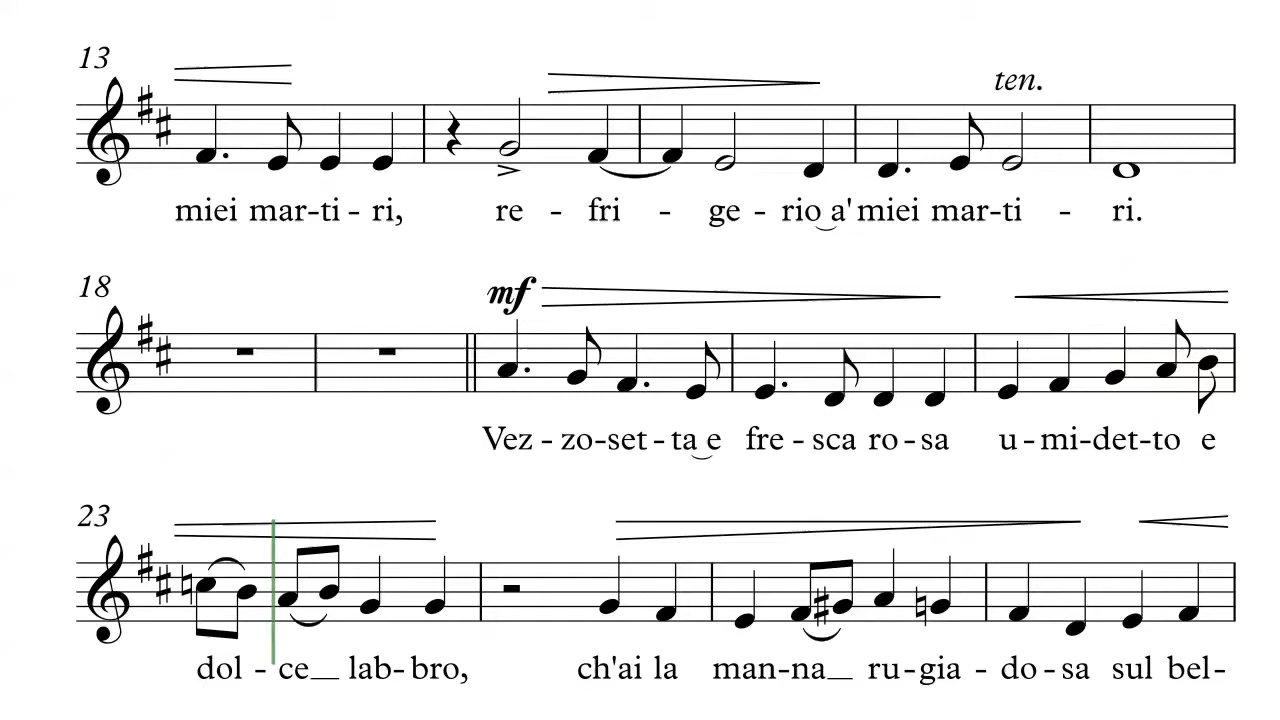 13
ten.
miei mar-ti - ri, re - fri - ge - rio a' miei mar-ti - ri.
18
mf
Vez - zo-set - ta e fre - sca ro - sa u - mi-det-to e
23
dol - ce__ lab-bro, ch'ai la man-na__ ru-gia - do-sa sul bel-